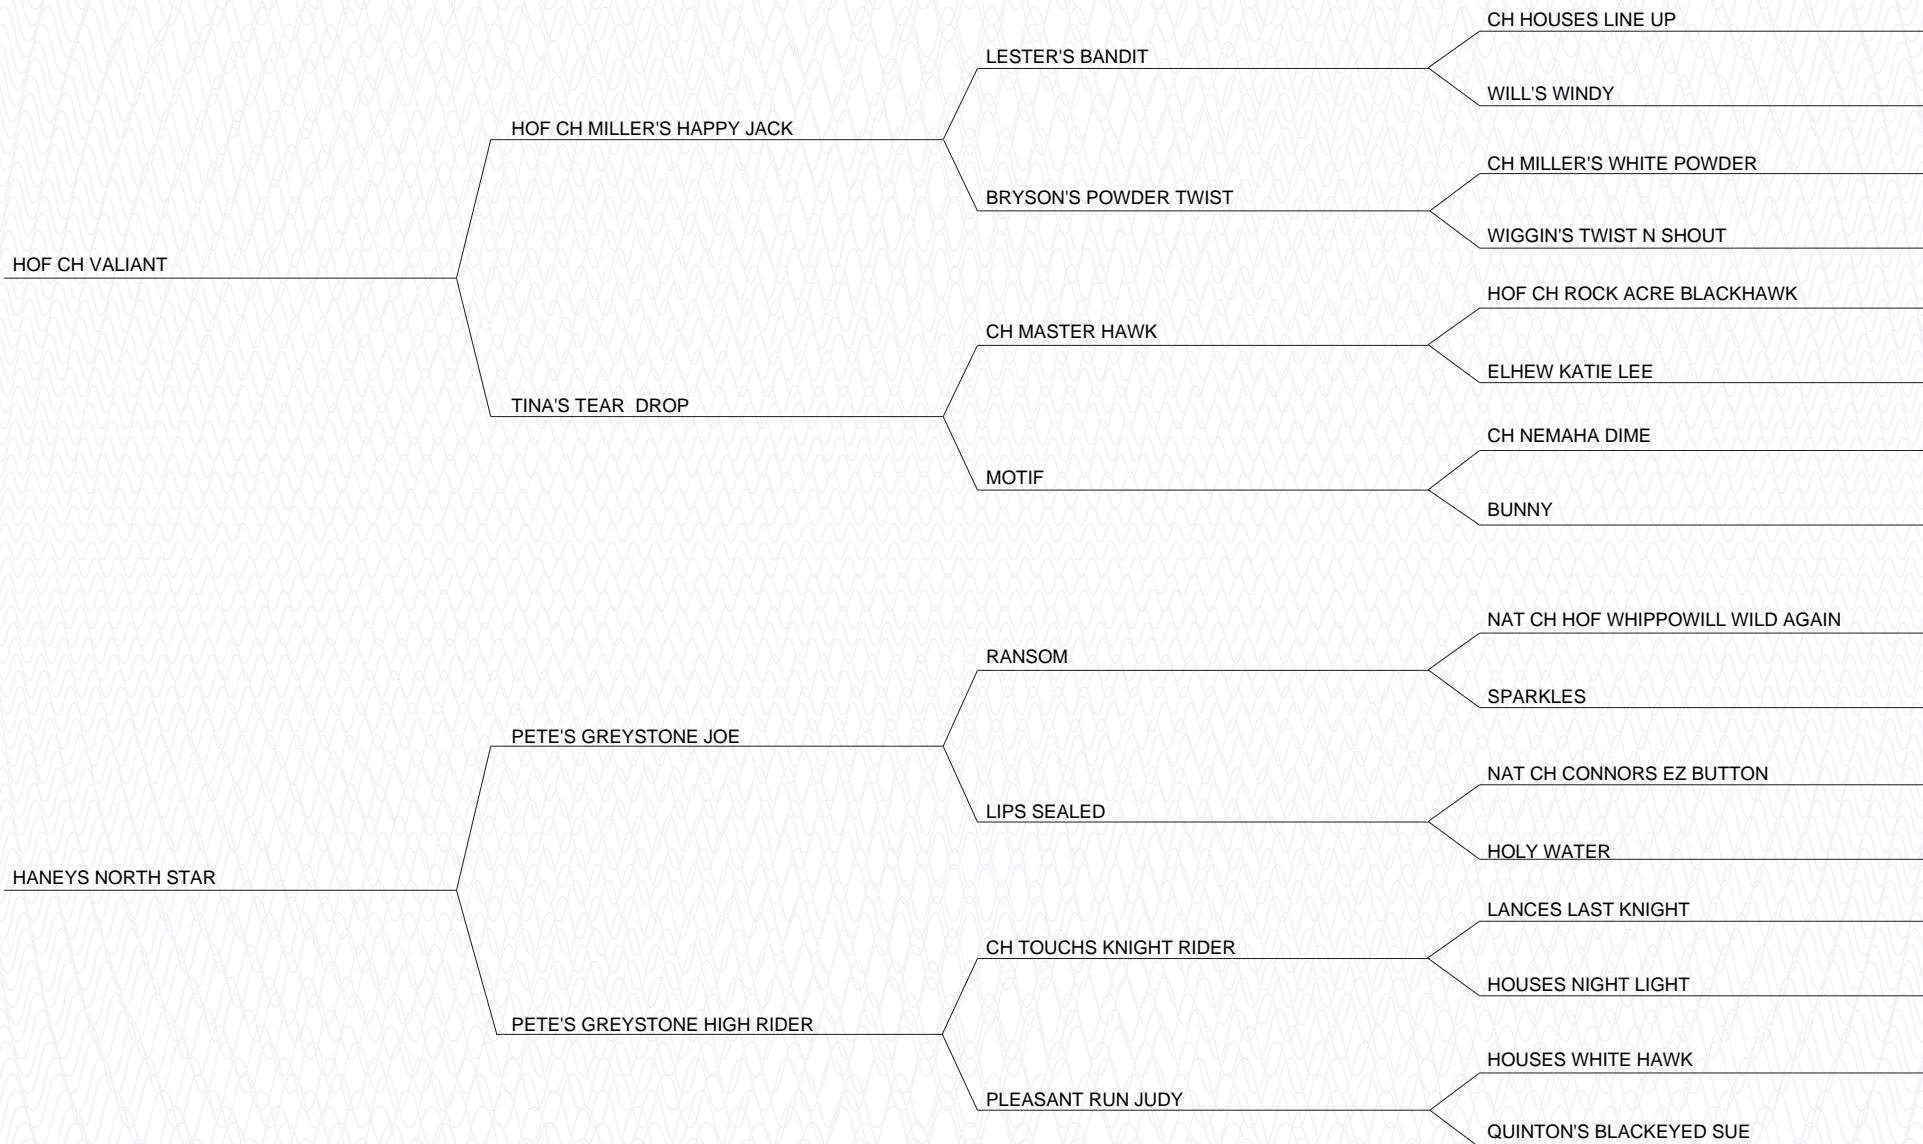 CH HOUSES LINE UP
LESTER'S BANDIT
WILL'S WINDY
HOF CH MILLER'S HAPPY JACK
CH MILLER'S WHITE POWDER
BRYSON'S POWDER TWIST
WIGGIN'S TWIST N SHOUT
HOF CH VALIANT
HOF CH ROCK ACRE BLACKHAWK
CH MASTER HAWK
ELHEW KATIE LEE
TINA'S TEAR  DROP
CH NEMAHA DIME
MOTIF
BUNNY
NAT CH HOF WHIPPOWILL WILD AGAIN
RANSOM
SPARKLES
PETE'S GREYSTONE JOE
NAT CH CONNORS EZ BUTTON
LIPS SEALED
HOLY WATER
HANEYS NORTH STAR
LANCES LAST KNIGHT
CH TOUCHS KNIGHT RIDER
HOUSES NIGHT LIGHT
PETE'S GREYSTONE HIGH RIDER
HOUSES WHITE HAWK
PLEASANT RUN JUDY
QUINTON'S BLACKEYED SUE